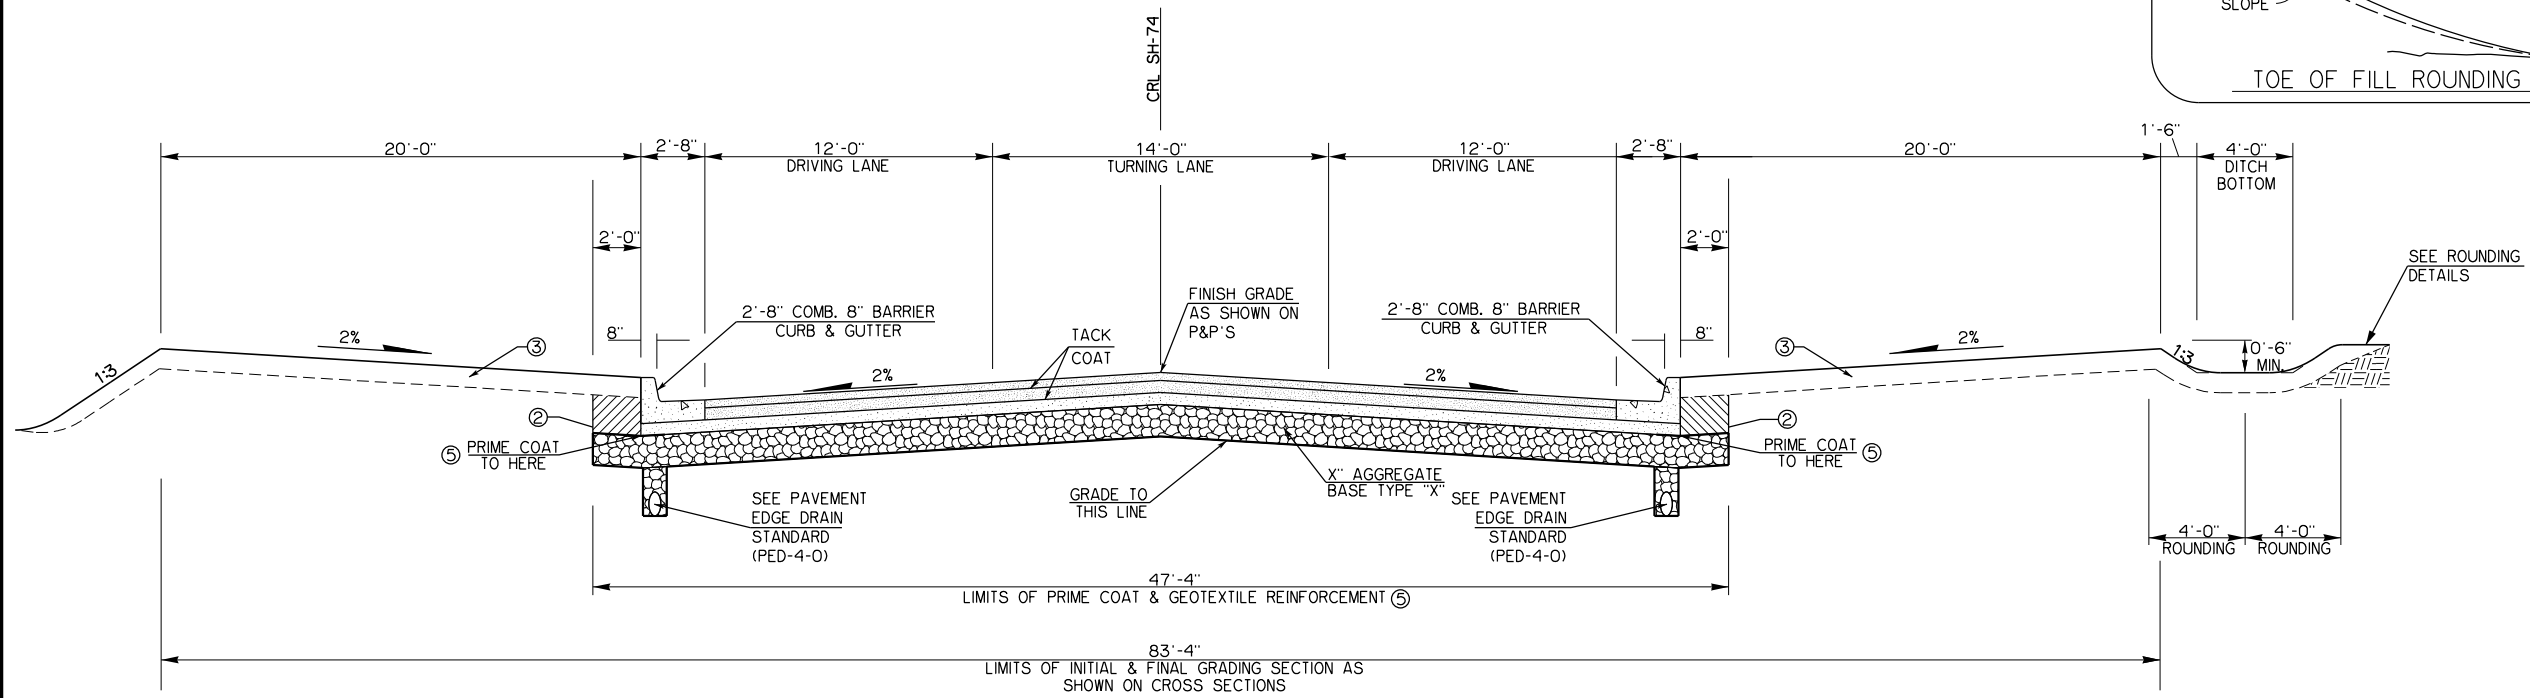 SLOPE
TOE OF FILL ROUNDING
CRL SH-74
20'-0"
2'-8"
12'-0"
DRIVING LANE
14'-0"
TURNING LANE
12'-0"
DRIVING LANE
2'-8"
20'-0"
1'-6"
4'-0"
DITCH
BOTTOM
2'-0"
2'-0"
SEE ROUNDING
DETAILS
2'-8" COMB. 8" BARRIER
CURB & GUTTER
FINISH GRADE
AS SHOWN ON
P&P'S
2'-8" COMB. 8" BARRIER
CURB & GUTTER
8"
TACK
COAT
8"
1:3
2%
3
2%
2%
3
2%
1:3
0'-6"
MIN.
2
2
5 PRIME COAT
TO HERE
PRIME COAT 5
TO HERE
SEE PAVEMENT
EDGE DRAIN
STANDARD
(PED-4-0)
GRADE TO
THIS LINE
X" AGGREGATE
BASE TYPE "X"
SEE PAVEMENT
EDGE DRAIN
STANDARD
(PED-4-0)
4'-0"
ROUNDING
4'-0"
ROUNDING
47'-4"
LIMITS OF PRIME COAT & GEOTEXTILE REINFORCEMENT 5
83'-4"
LIMITS OF INITIAL & FINAL GRADING SECTION AS
SHOWN ON CROSS SECTIONS